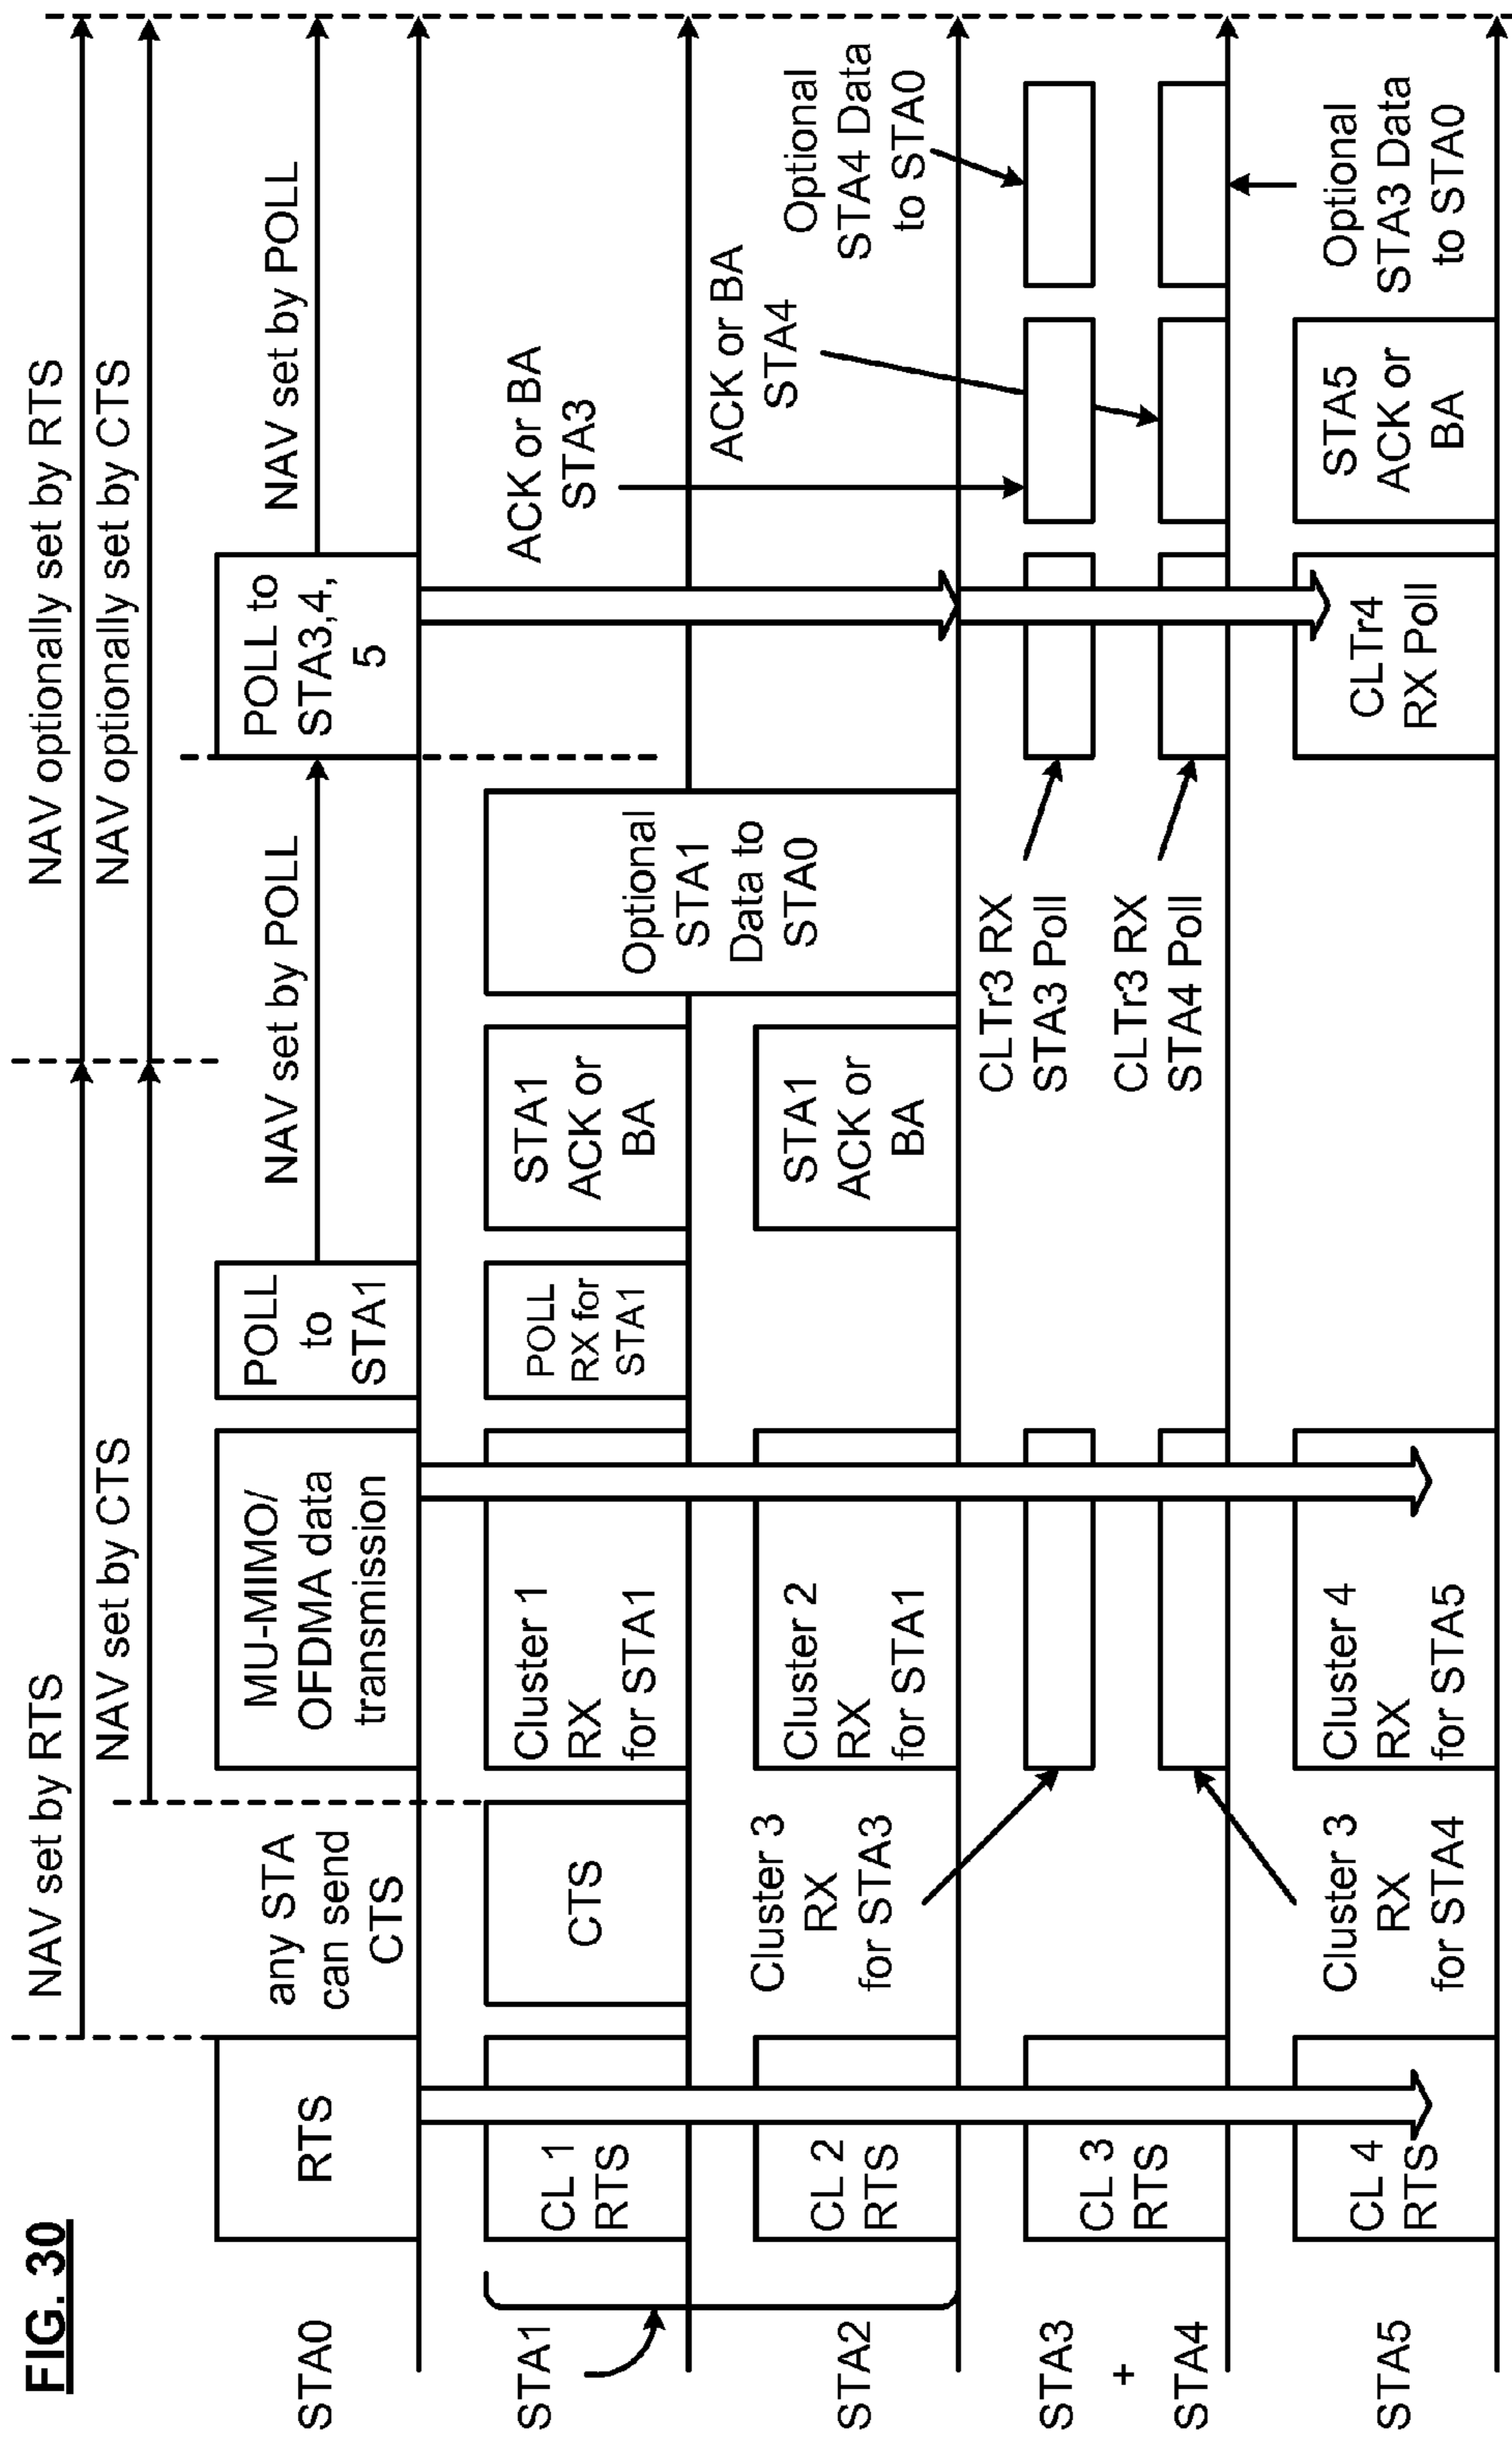 FIG. 30
NAV set by RTS
NAV optionally set by RTS
NAV set by CTS
NAV optionally set by CTS
STA0
RTS
any STA
can send
CTS
MU-MIMO/
OFDMA data
transmission
POLL
to
STA1
NAV set by POLL
POLL to
STA3,4,
5
NAV set by POLL
STA1
CL 1
RTS
CTS
Cluster 1
RX
for STA1
POLL
RX for
STA1
STA1
ACK or
BA
Optional
STA1
Data to
STA0
ACK or BA
STA3
STA2
CL 2
RTS
Cluster 3
RX
for STA3
Cluster 2
RX
for STA1
STA1
ACK or
BA
ACK or BA
STA4
Optional
STA4 Data
to STA0
STA3
+
STA4
CL 3
RTS
CLTr3 RX
STA3 Poll
CLTr3 RX
STA4 Poll
STA5
CL 4
RTS
Cluster 3
RX
for STA4
Cluster 4
RX
for STA5
CLTr4
RX Poll
STA5
ACK or
BA
Optional
STA3 Data
to STA0